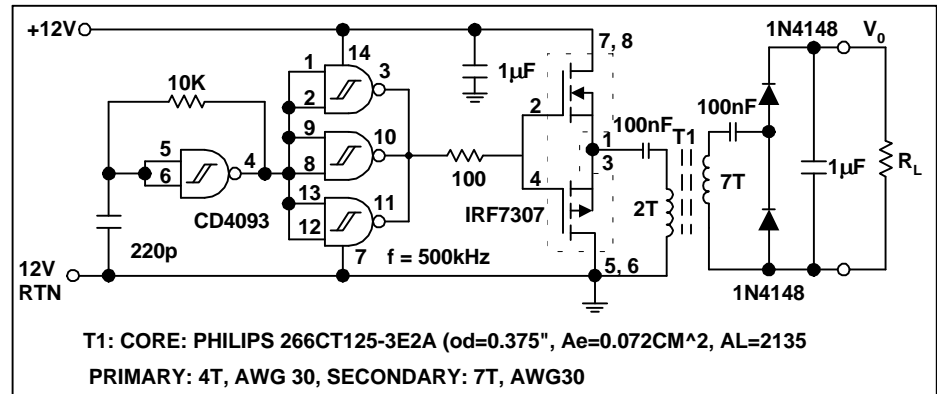 +12V
1N4148
V0
14
7, 8
1
3
1µF
10K
2
2
100nF
T1
100nF
9
10
1
5
4
3
6
8
100
4
7T
1µF
RL
13
11
2T
CD4093
12
IRF7307
220p
7
f = 500kHz
5, 6
12V
RTN
1N4148
T1: CORE: PHILIPS 266CT125-3E2A (od=0.375", Ae=0.072CM^2, AL=2135
PRIMARY: 4T, AWG 30, SECONDARY: 7T, AWG30